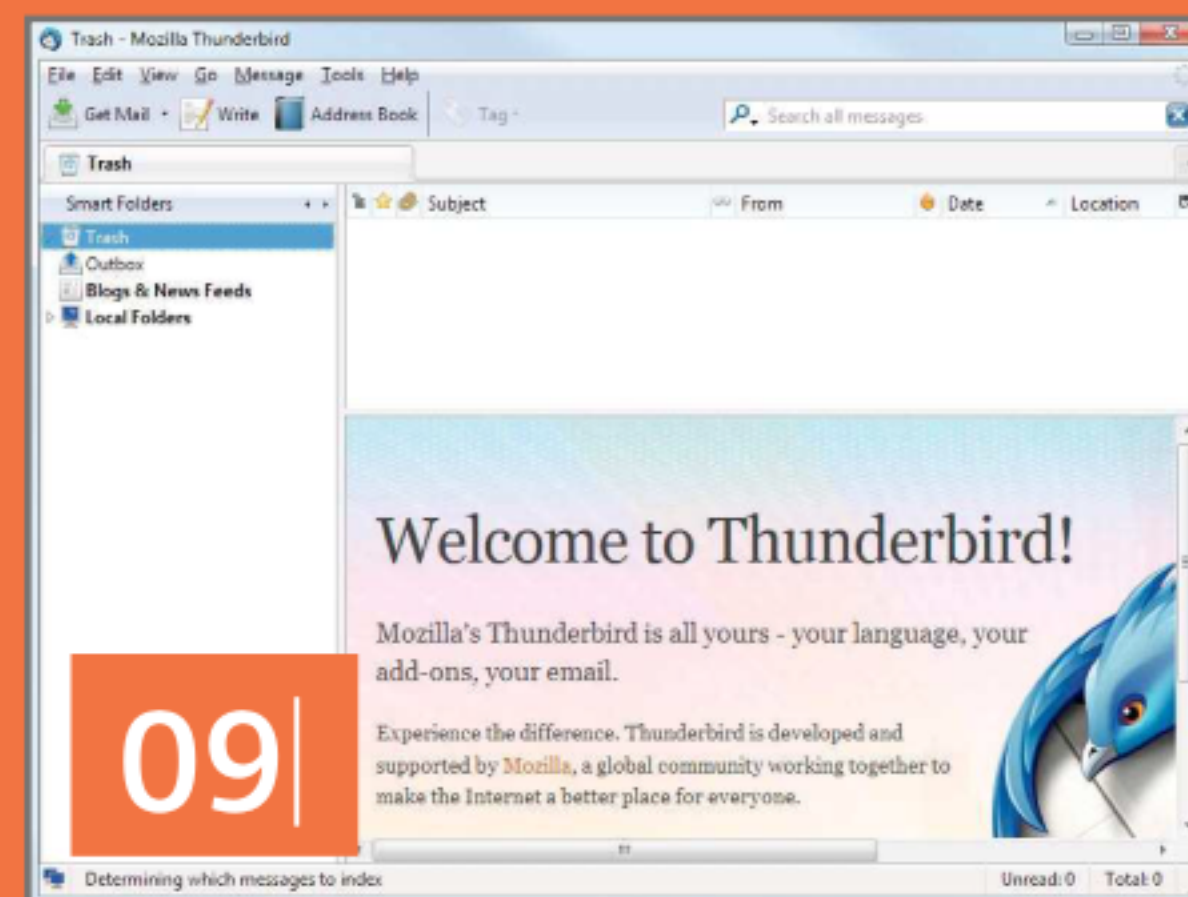 Trash - Mozilla Thunderbird
File Edit View Go Message Tools Help
Get Mail Write Address Book Tag
Search all messages
Trash
Smart Folders
Subject From Date Location
Trash
Outbox
Blogs & News Feeds
Local Folders
Welcome to Thunderbird!
Mozilla's Thunderbird is all yours - your language, your
add-ons, your email.
Experience the difference. Thunderbird is developed and
supported by Mozilla, a global community working together to
make the Internet a better place for everyone.
09
Determining which messages to index
Unread: 0 Total: 0